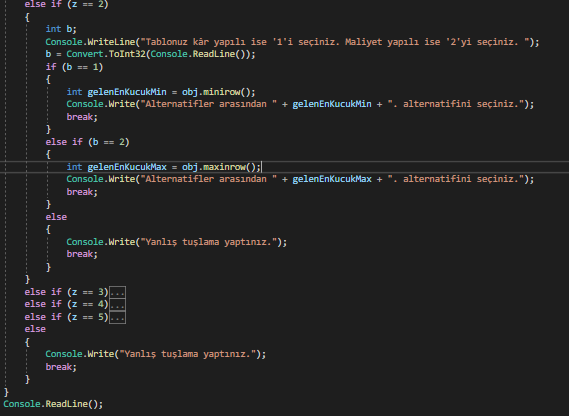 else if (z == 2)
{
int b;
Console.WriteLine("Tablonuz kâr yapılı ise '1'i seçiniz. Maliyet yapılı ise '2'yi seçiniz. ");
b = Convert.ToInt32(Console.ReadLine());
if (b == 1)
{
int gelenEnKucukMin = obj.minirow();
Console.Write("Alternatifler arasından " + gelenEnKucukMin + ". alternatifini seçiniz.");
break;
}
else if (b == 2)
{
int gelenEnKucukMax = obj.maxinrow();
Console.Write("Alternatifler arasından " + gelenEnKucukMax + ". alternatifini seçiniz.");
break;
}
else
{
Console.Write("Yanlış tuşlama yaptınız.");
break;
}
}
else if (z == 3)...
else if (z == 4)...
else if (z == 5)...
else
{
Console.Write("Yanlış tuşlama yaptınız.");
break;
}
}
Console.ReadLine();